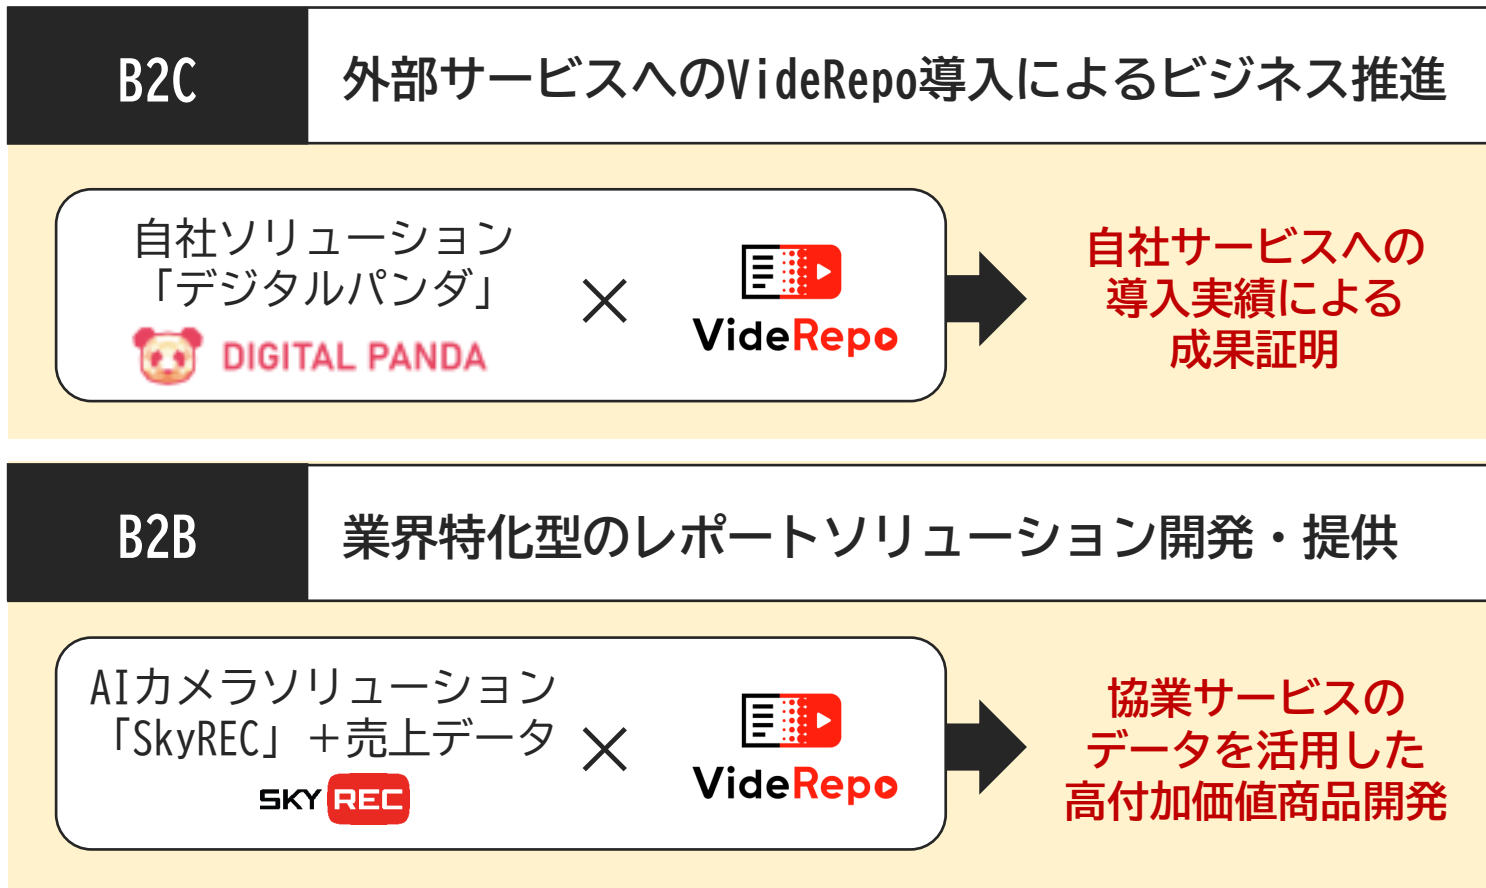 B2C
外部サービスへのVideRepo導入によるビジネス推進
自社ソリューション
「デジタルパンダ」
DIGITAL PANDA
×
VideRepo
自社サービスへの
導入実績による
成果証明
B2B
業界特化型のレポートソリューション開発・提供
AIカメラソリューション
「SkyREC」＋売上データ
SKY REC
×
VideRepo
協業サービスの
データを活用した
高付加価値商品開発